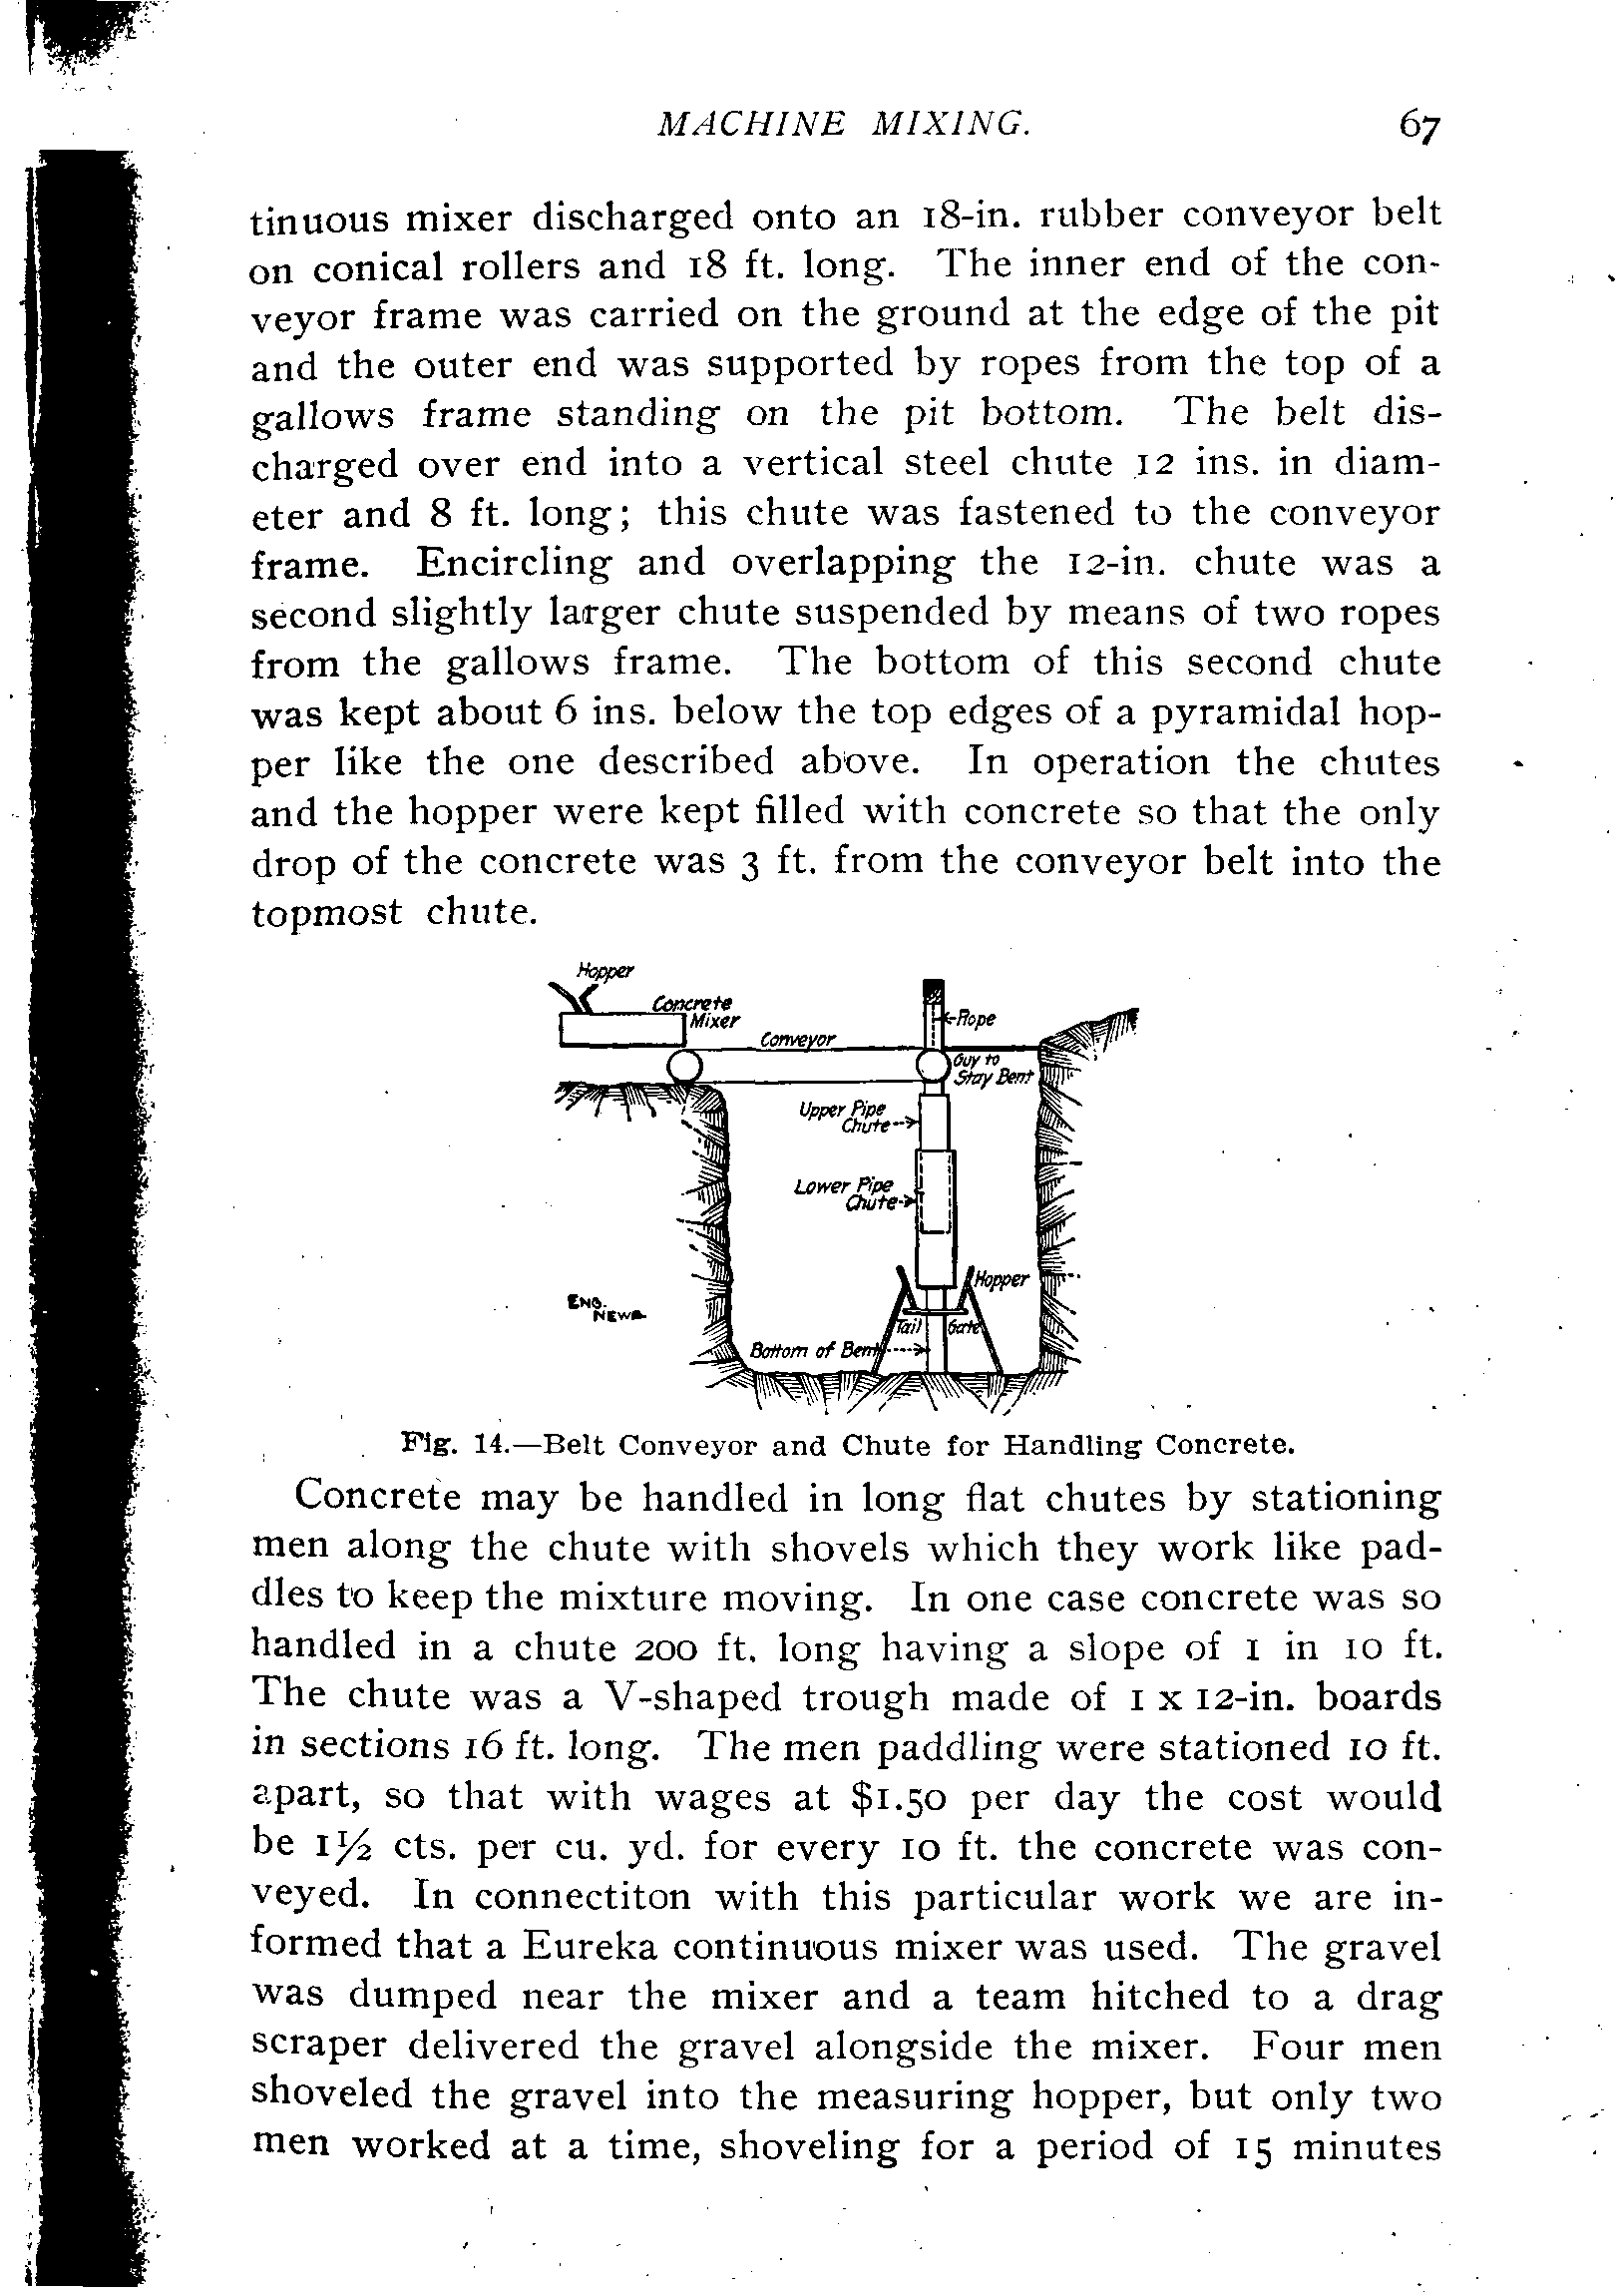 MACHINE MIXING. 67
tinuous mixer discharged onto an 18-in. rubber conveyor belt
on conical rollers and 18 ft. long. The inner end of the con-
veyor frame was carried on the ground at the edge of the pit
and the outer end was supported by ropes from the top of a
gallows frame standing on the pit bottom. The belt dis-
charged over end into a vertical steel chute 12 ins. in diam-
eter and 8 ft. long; this chute was fastened to the conveyor
frame. Encircling and overlapping the 12-in. chute was a
second slightly larger chute suspended by means of two ropes
from the gallows frame. The bottom of this second chute
was kept about 6 ins. below the top edges of a pyramidal hop-
per like the one described above. In operation the chutes
and the hopper were kept filled with concrete so that the only
drop of the concrete was 3 ft. from the conveyor belt into the
topmost chute.
Hopper
Concrete
Mixer
Conveyor
Rope
Guy to
Stay Bent
Upper Pipe
Chute
Lower Pipe
Chute
Hopper
ENG.
NEWS.
Tail Gate
Bottom of Bent
Fig. 14.—Belt Conveyor and Chute for Handling Concrete.
Concrete may be handled in long flat chutes by stationing
men along the chute with shovels which they work like pad-
dles to keep the mixture moving. In one case concrete was so
handled in a chute 200 ft. long having a slope of 1 in 10 ft.
The chute was a V-shaped trough made of 1 x 12-in. boards
in sections 16 ft. long. The men paddling were stationed 10 ft.
apart, so that with wages at $1.50 per day the cost would
be 1½ cts. per cu. yd. for every 10 ft. the concrete was con-
veyed. In connectiton with this particular work we are in-
formed that a Eureka continuous mixer was used. The gravel
was dumped near the mixer and a team hitched to a drag
scraper delivered the gravel alongside the mixer. Four men
shoveled the gravel into the measuring hopper, but only two
men worked at a time, shoveling for a period of 15 minutes